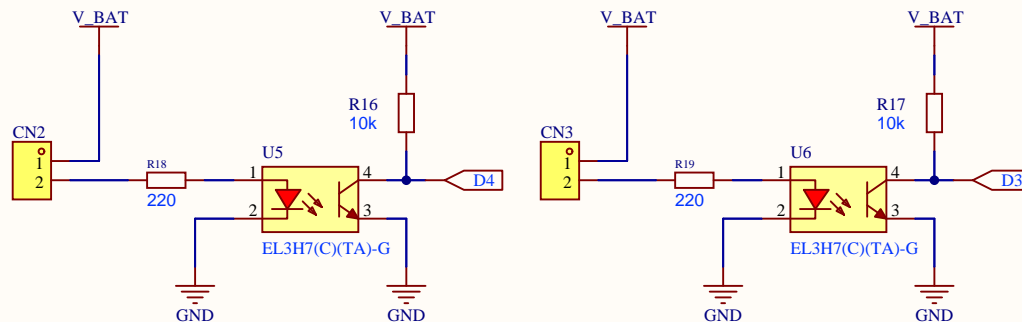 V_BAT
V_BAT
V_BAT
V_BAT
R16
10k
R17
10k
CN2
1
2
R18
220
U5
1
2
4
3
D4
EL3H7(C)(TA)-G
GND
GND
CN3
1
2
R19
220
U6
1
2
4
3
D3
EL3H7(C)(TA)-G
GND
GND